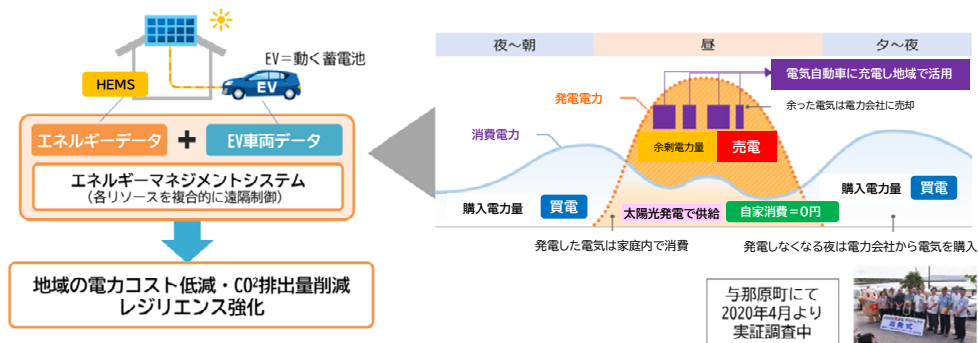 EV=動く蓄電池
HEMS
EV
エネルギーデータ
+
EV車両データ
エネルギーマネジメントシステム
(各リソースを複合的に遠隔制御)
地域の電力コスト低減・CO²排出量削減
レジリエンス強化
夜～朝
昼
夕～夜
電気自動車に充電し地域で活用
発電電力
余った電気は電力会社に売却
消費電力
余剰電力量
売電
購入電力量
買電
太陽光発電で供給
自家消費=0円
購入電力量
買電
発電した電気は家庭内で消費
発電しなくなる夜は電力会社から電気を購入
与那原町にて
2020年4月より
実証調査中
出発式